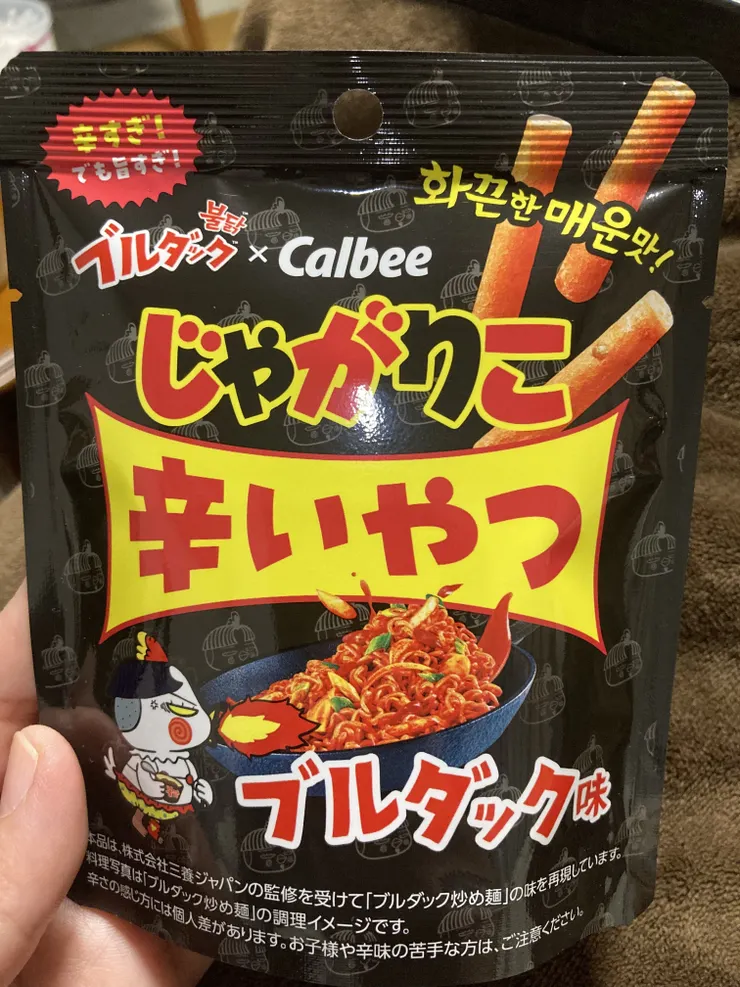 辛すぎ!
でも旨すぎ!
화끈한 매운맛!
불닭
ブルダック™ × Calbee
じゃがりこ
辛いやつ
ブルダック味
本品は、株式会社三養ジャパンの監修を受けて「ブルダック炒め麺」の味を再現しています。
料理写真は「ブルダック炒め麺」の調理イメージです。
辛さの感じ方には個人差があります。お子様や辛味の苦手な方は、ご注意ください。